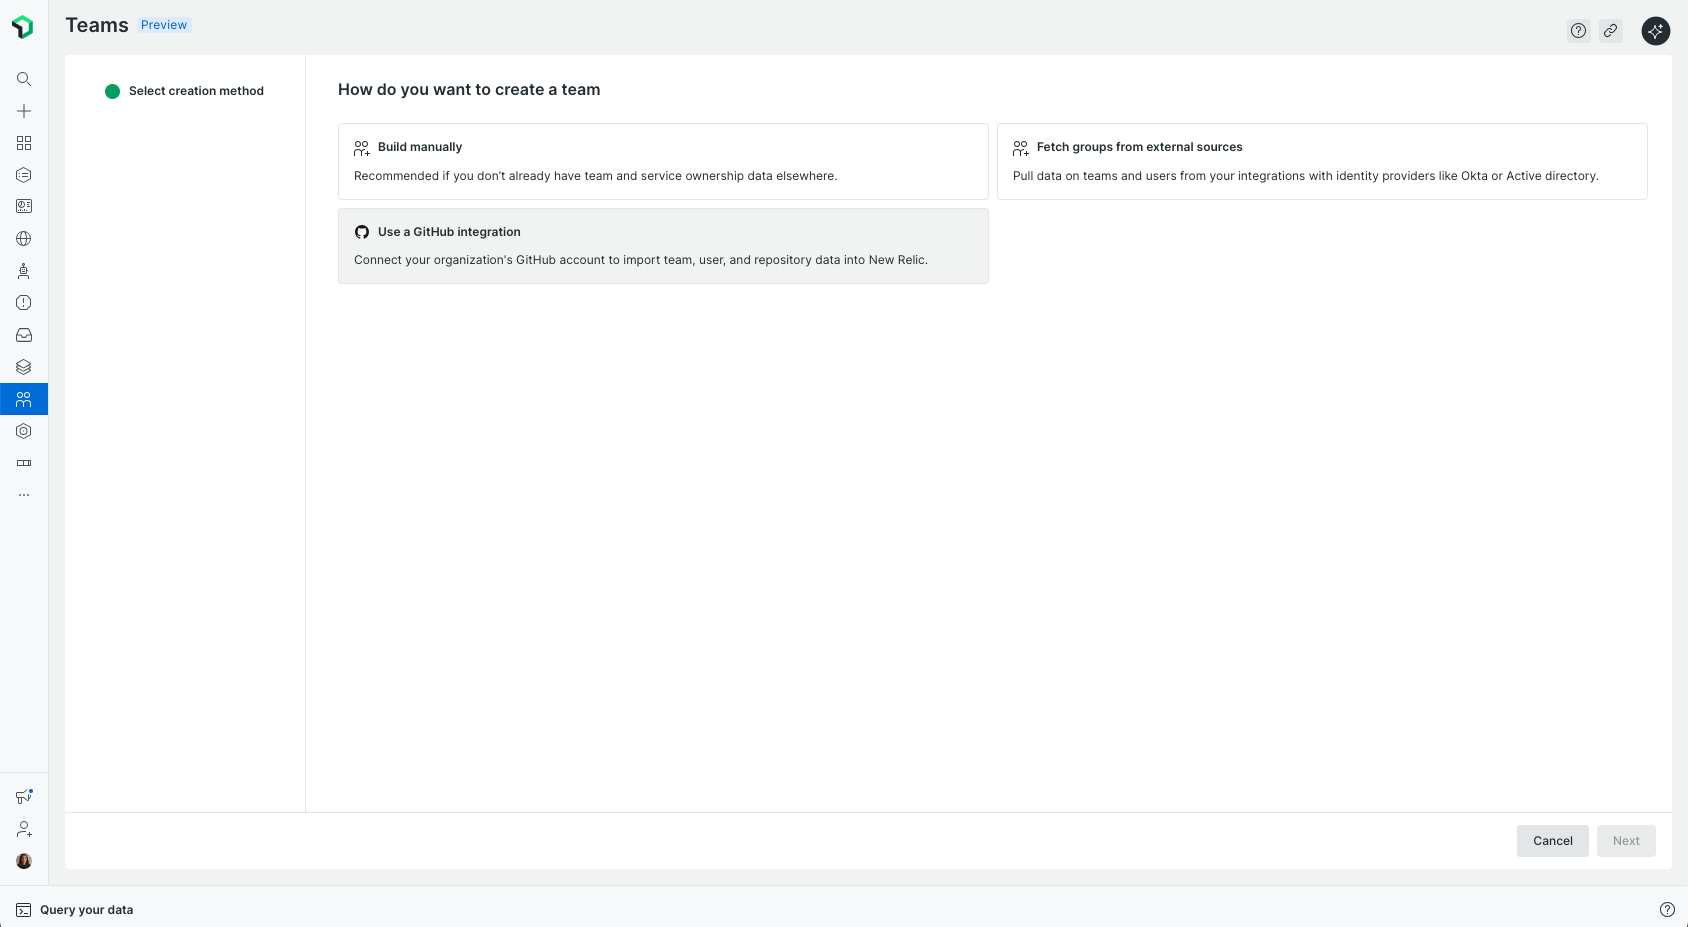 Teams Preview
Select creation method
How do you want to create a team
Build manually
Recommended if you don’t already have team and service ownership data elsewhere.
Fetch groups from external sources
Pull data on teams and users from your integrations with identity providers like Okta or Active directory.
Use a GitHub integration
Connect your organization's GitHub account to import team, user, and repository data into New Relic.
Cancel
Next
Query your data